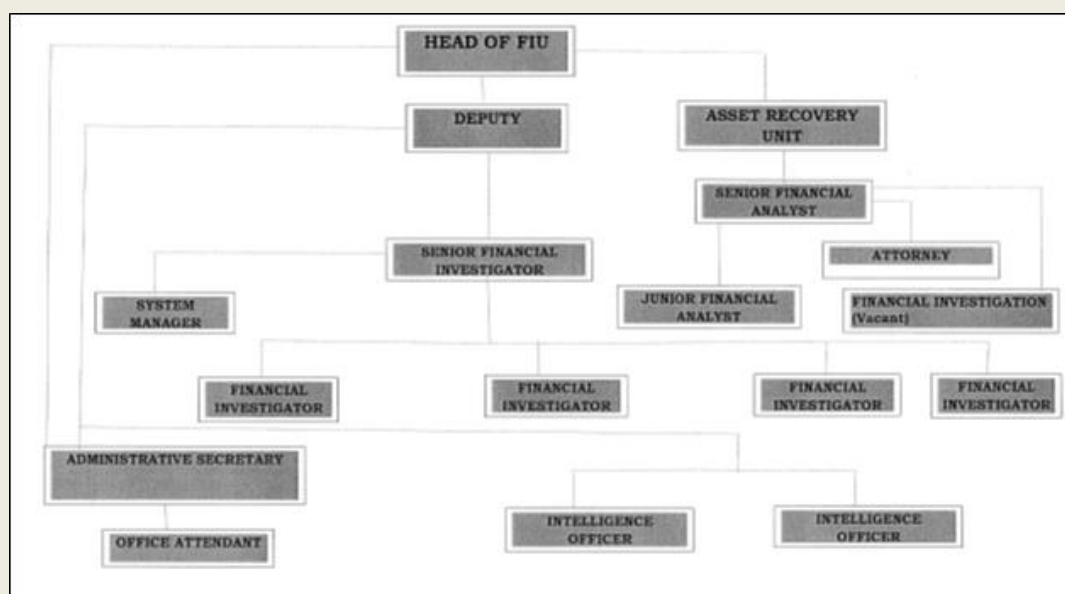 HEAD OF FIU
DEPUTY
ASSET RECOVERY
UNIT
SENIOR FINANCIAL
ANALYST
SENIOR FINANCIAL
INVESTIGATOR
ATTORNEY
SYSTEM
MANAGER
JUNIOR FINANCIAL
ANALYST
FINANCIAL INVESTIGATION
(Vacant)
FINANCIAL
INVESTIGATOR
FINANCIAL
INVESTIGATOR
FINANCIAL
INVESTIGATOR
FINANCIAL
INVESTIGATOR
ADMINISTRATIVE SECRETARY
OFFICE ATTENDANT
INTELLIGENCE
OFFICER
INTELLIGENCE
OFFICER